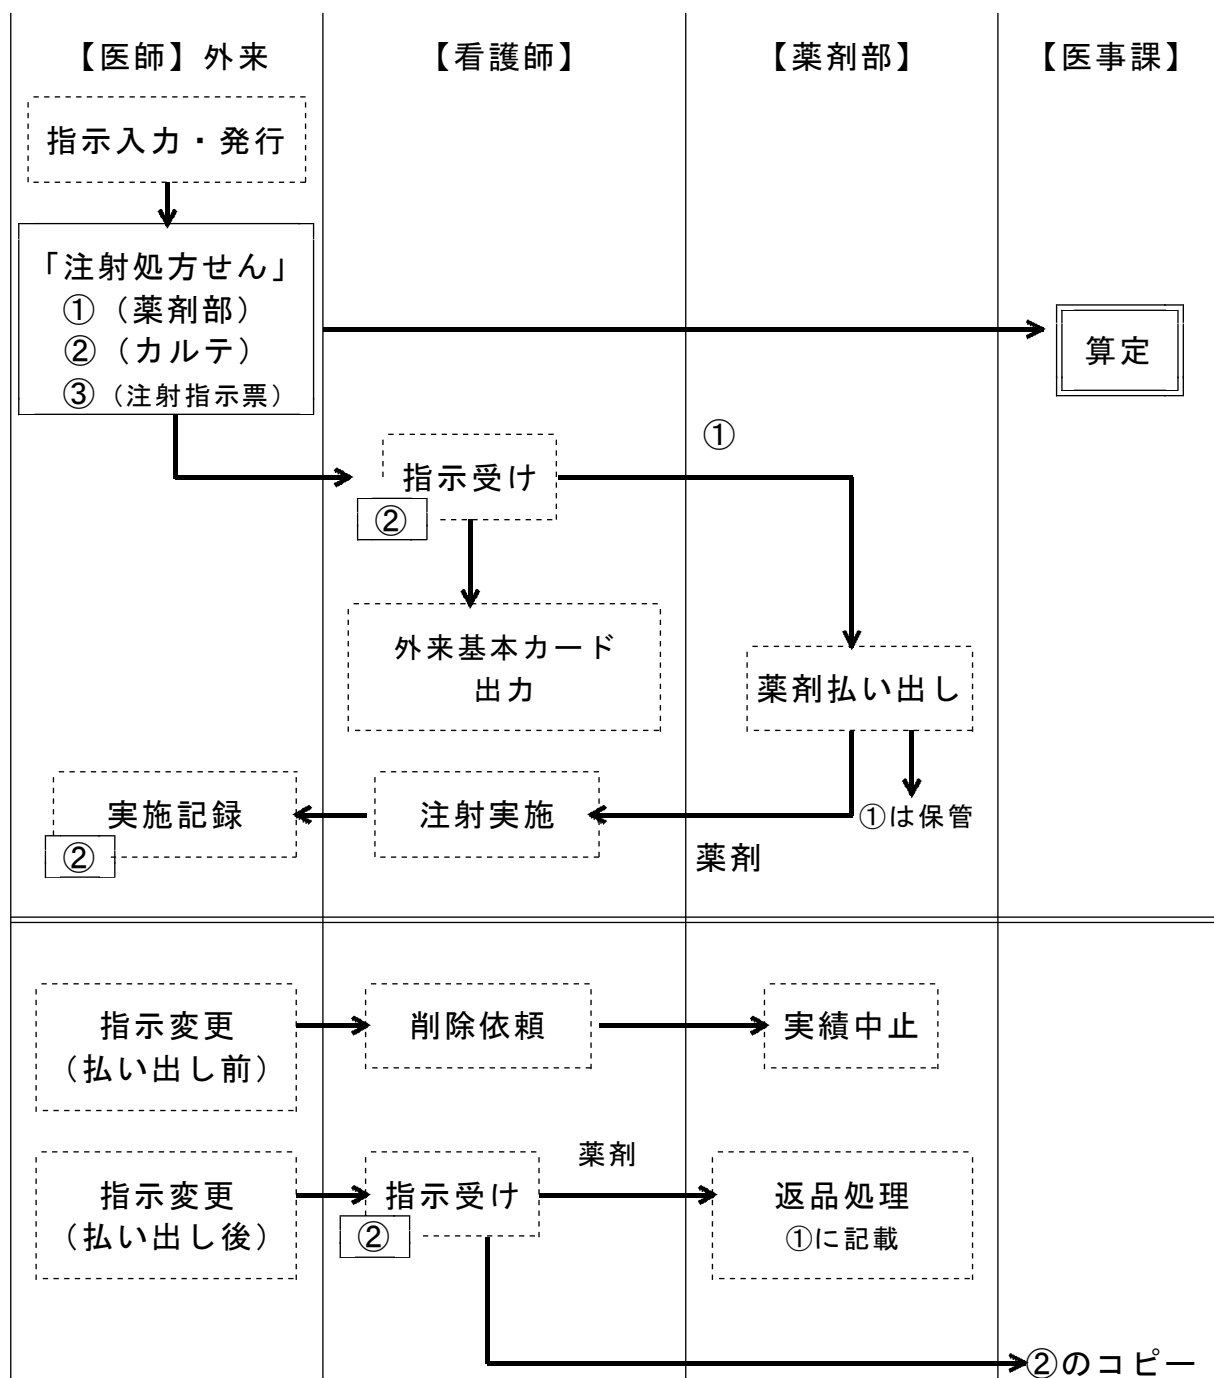 【医師】外来
【看護師】
【薬剤部】
【医事課】
指示入力・発行
「注射処方せん」
①（薬剤部）
②（カルテ）
③（注射指示票）
算定
①
指示受け
②
外来基本カード
出力
薬剤払い出し
実施記録
②
注射実施
①は保管
薬剤
指示変更
（払い出し前）
削除依頼
実績中止
指示変更
（払い出し後）
指示受け
②
薬剤
返品処理
①に記載
②のコピー